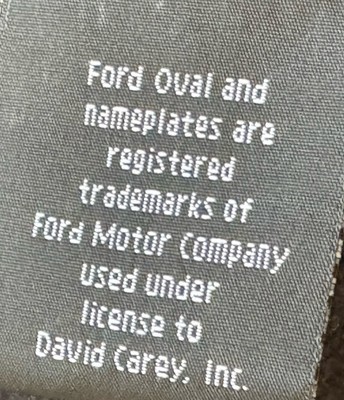 Ford Oval and
nameplates are
registered
trademarks of
Ford Motor Company
used under
license to
David Carey, Inc.